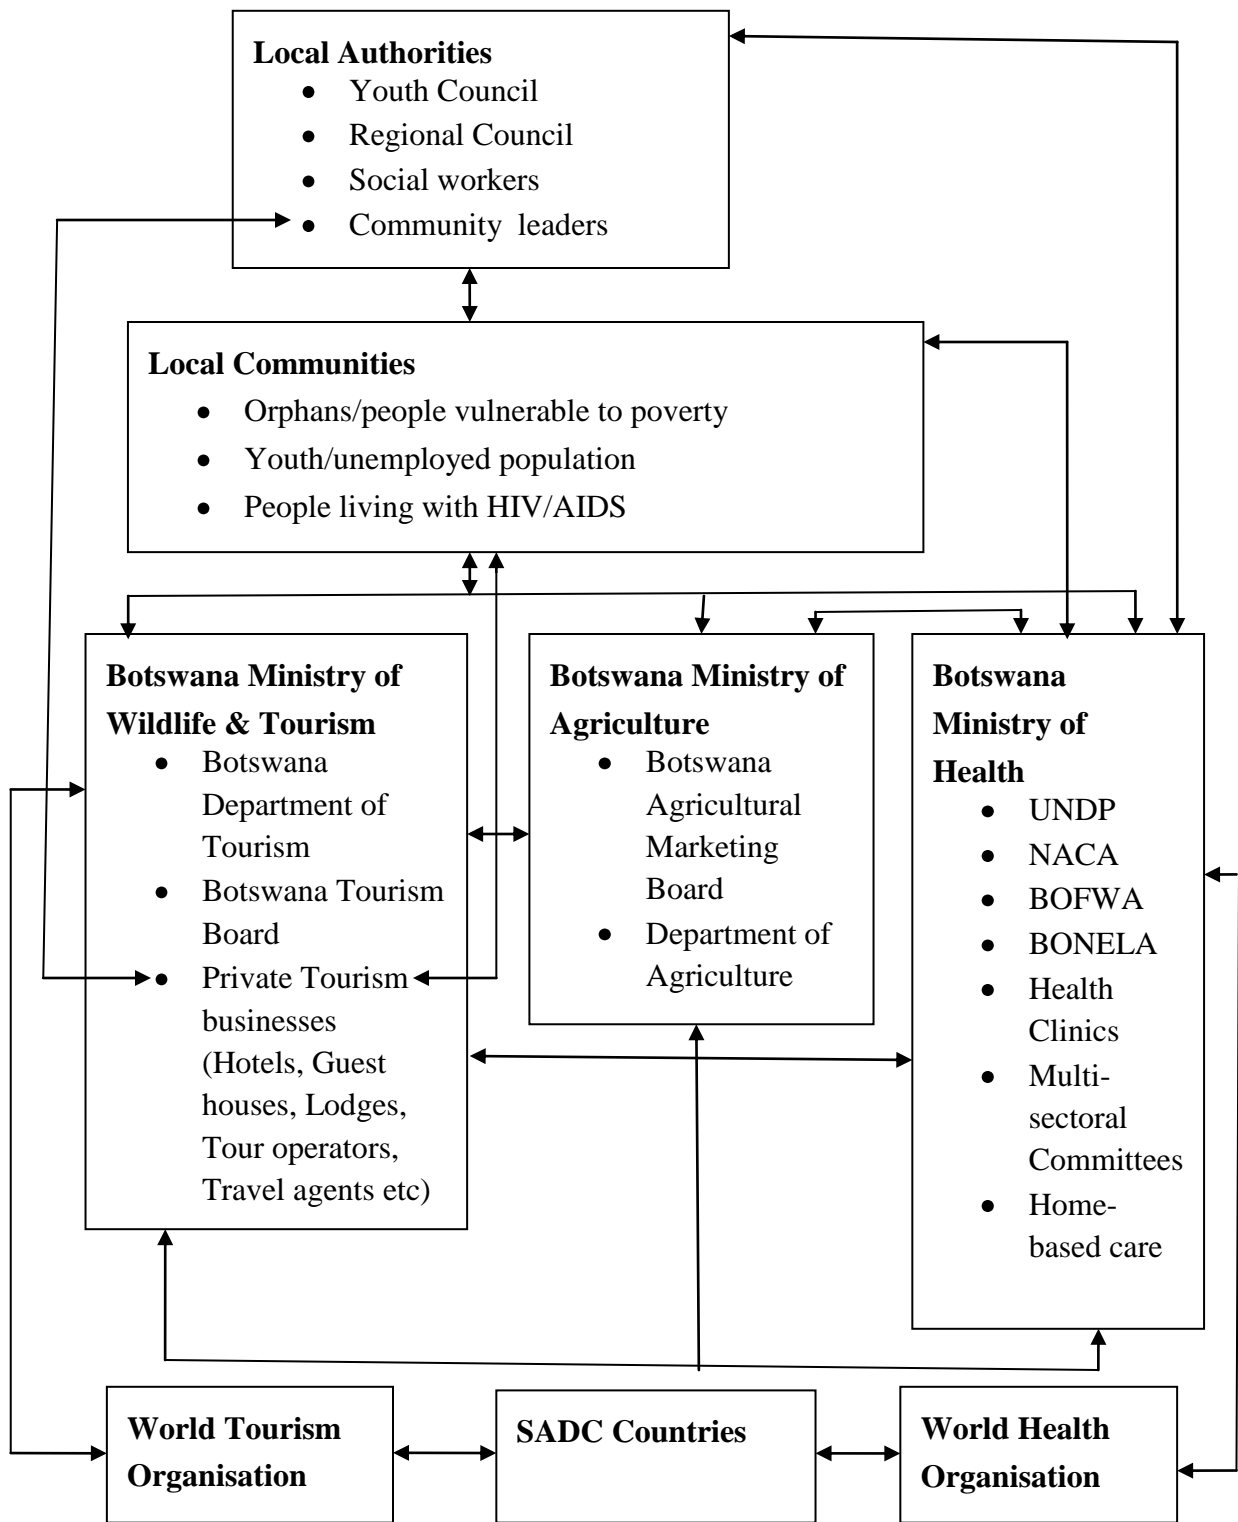 Local Authorities
• Youth Council
• Regional Council
• Social workers
• Community leaders
Local Communities
• Orphans/people vulnerable to poverty
• Youth/unemployed population
• People living with HIV/AIDS
Botswana Ministry of
Wildlife & Tourism
• Botswana
Department of
Tourism
• Botswana Tourism
Board
• Private Tourism
businesses
(Hotels, Guest
houses, Lodges,
Tour operators,
Travel agents etc)
Botswana Ministry of
Agriculture
• Botswana
Agricultural
Marketing
Board
• Department of
Agriculture
Botswana
Ministry of
Health
• UNDP
• NACA
• BOFWA
• BONELA
• Health
Clinics
• Multi-
sectoral
Committees
• Home-
based care
World Tourism
Organisation
SADC Countries
World Health
Organisation